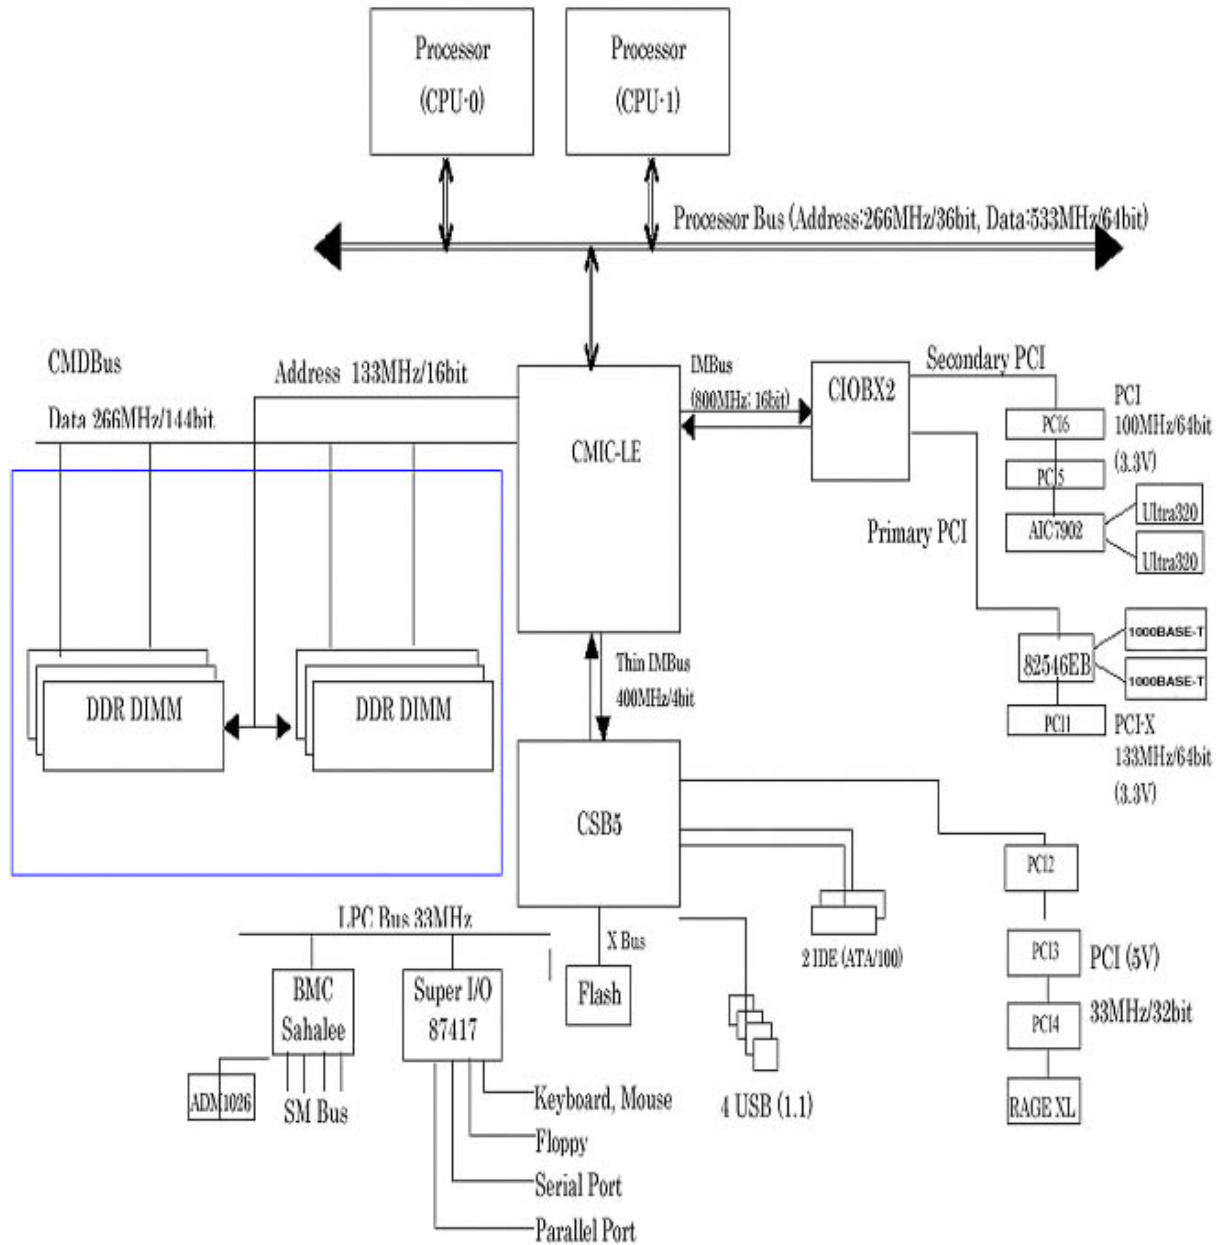 Processor
(CPU-0)
Processor
(CPU-1)
Processor Bus (Address:266MHz/36bit, Data:533MHz/64bit)
CMDBus
Address 133MHz/16bit
Data 266MHz/144bit
IMBus
(800MHz: 16bit)
CMIC-LE
CIOBX2
Secondary PCI
PCI
100MHz/64bit
(3.3V)
PCI6
PCI5
AIC7902
Ultra320
Ultra320
Primary PCI
82546EB
1000BASE-T
1000BASE-T
PCI1
PCI-X
133MHz/64bit
(3.3V)
DDR DIMM
DDR DIMM
Thin IMBus
400MHz/4bit
CSB5
PCI2
PCI3
PCI (5V)
PCI4
33MHz/32bit
RAGE XL
2 IDE (ATA/100)
4 USB (1.1)
LPC Bus 33MHz
X Bus
Flash
BMC
Sahalee
Super I/O
87417
ADM1026
SM Bus
Keyboard, Mouse
Floppy
Serial Port
Parallel Port